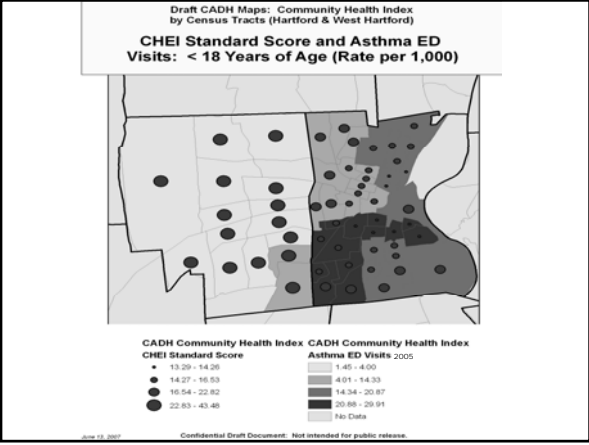 Draft CADH Maps: Community Health Index
by Census Tracts (Hartford & West Hartford)
CHEI Standard Score and Asthma ED
Visits: < 18 Years of Age (Rate per 1,000)
CADH Community Health Index
CHEI Standard Score
13.29 - 14.26
14.27 - 16.53
16.54 - 22.82
22.83 - 43.48
CADH Community Health Index
Asthma ED Visits 2005
1.45 - 4.00
4.01 - 14.33
14.34 - 20.87
20.88 - 29.91
No Data
June 13, 2007
Confidential Draft Document: Not intended for public release.